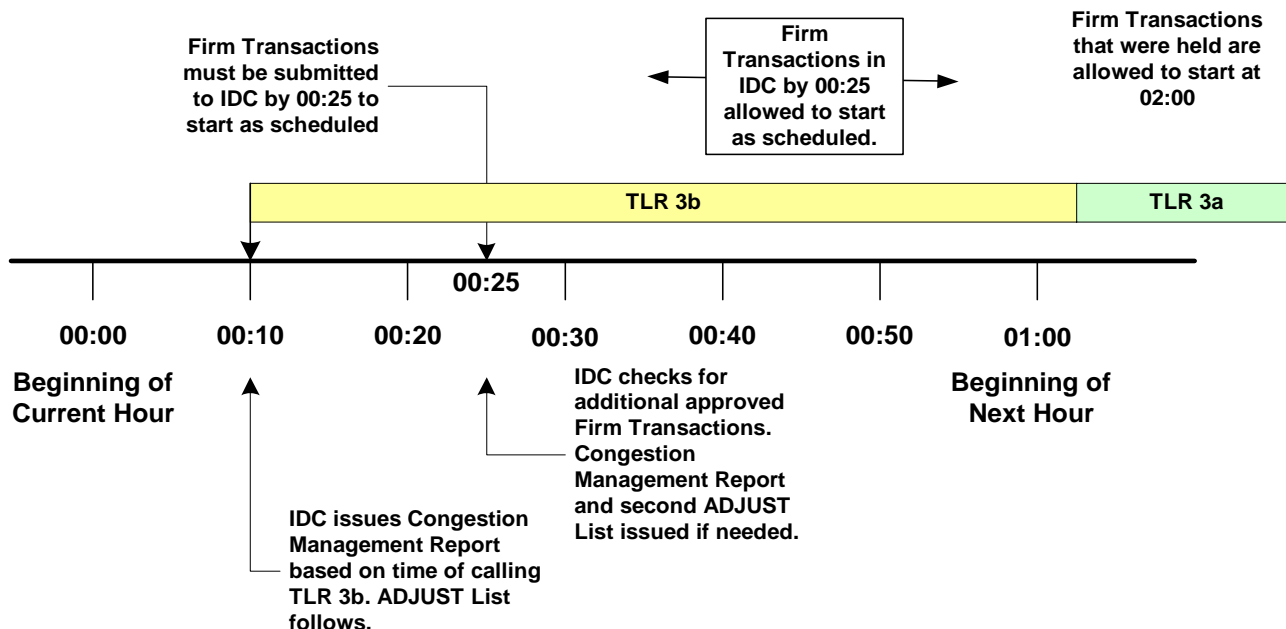 Firm Transactions
must be submitted
to IDC by 00:25 to
start as scheduled
Firm
Transactions in
IDC by 00:25
allowed to start
as scheduled.
Firm Transactions
that were held are
allowed to start at
02:00
TLR 3b
TLR 3a
00:25
00:00
00:10
00:20
00:30
00:40
00:50
01:00
Beginning of
Current Hour
IDC checks for
additional approved
Firm Transactions.
Congestion
Management Report
and second ADJUST
List issued if needed.
Beginning of
Next Hour
IDC issues Congestion
Management Report
based on time of calling
TLR 3b. ADJUST List
follows.